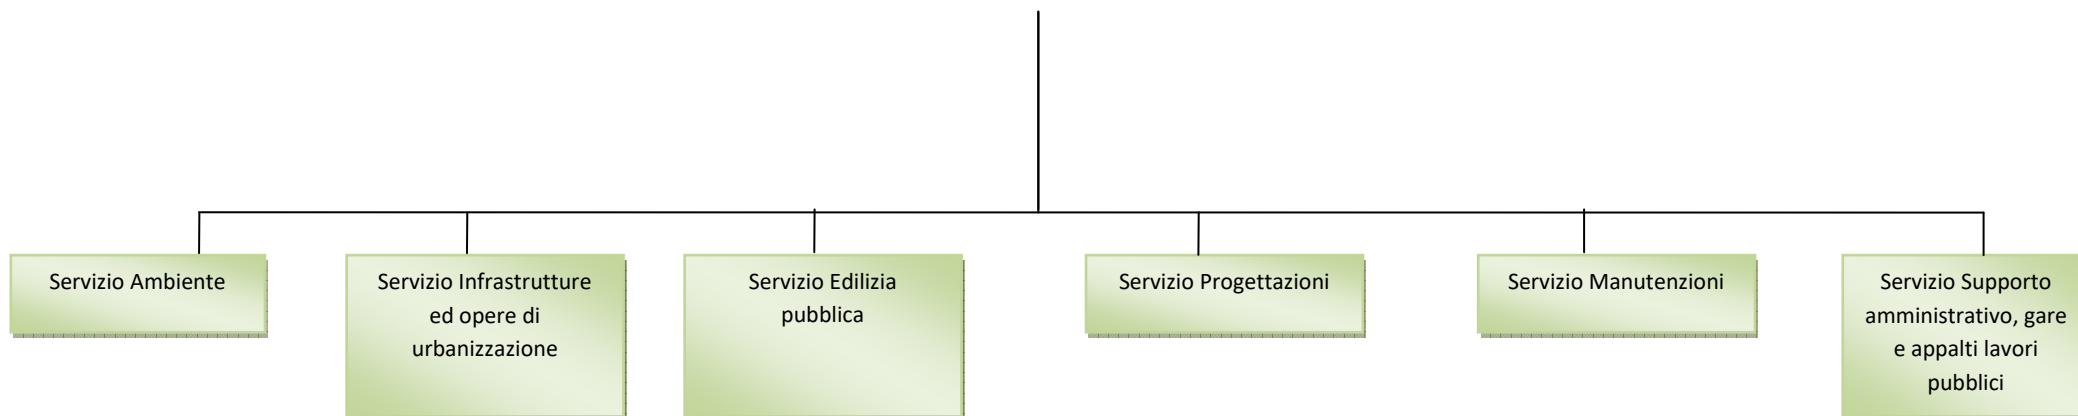 Servizio Ambiente
Servizio Infrastrutture
ed opere di
urbanizzazione
Servizio Edilizia
pubblica
Servizio Progettazioni
Servizio Manutenzioni
Servizio Supporto
amministrativo, gare
e appalti lavori
pubblici